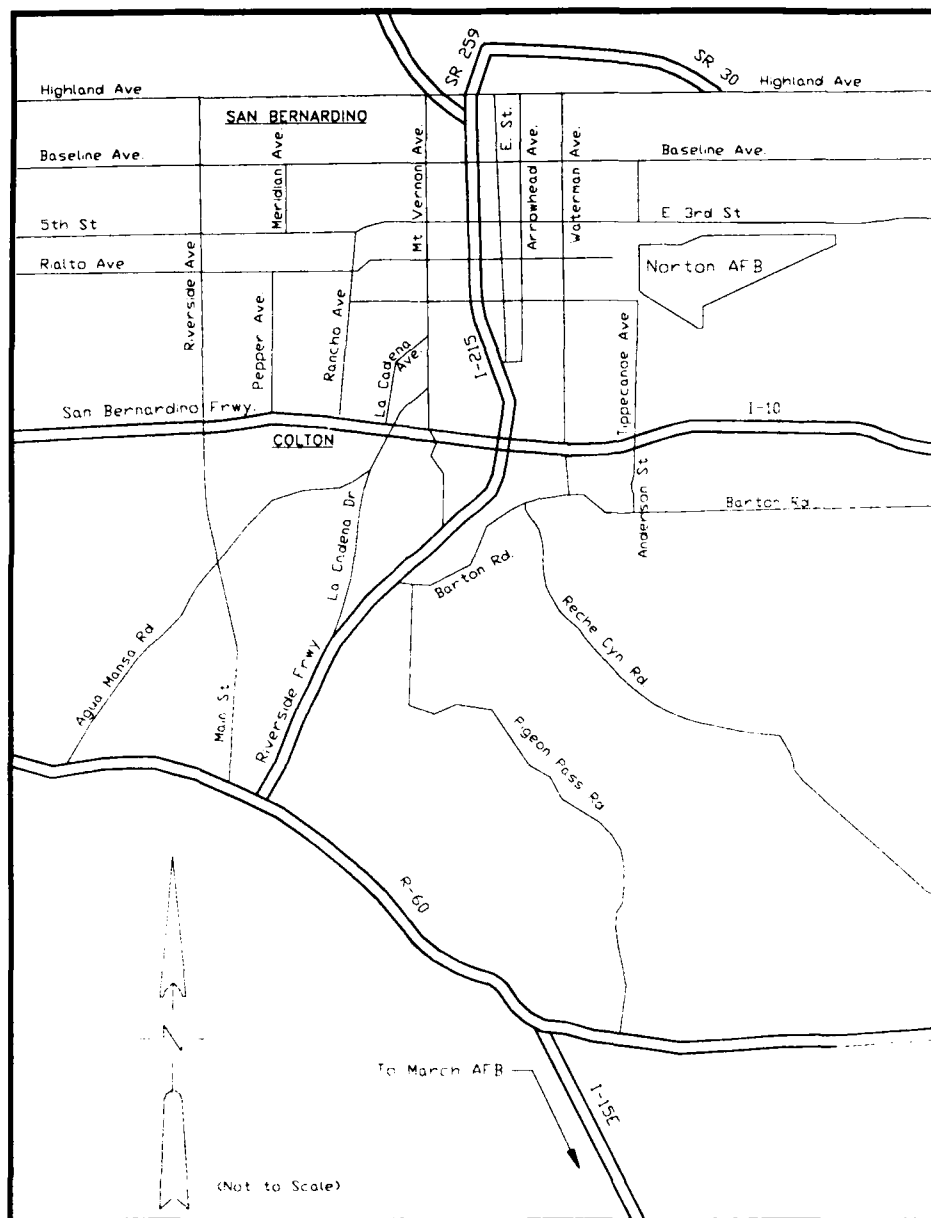 SR 259
SR 30
Highland Ave
Highland Ave
SAN BERNARDINO
E. St.
Mt Vernon Ave.
Arrowhead Ave.
Waterman Ave.
Baseline Ave.
Baseline Ave.
Meridian Ave.
5th St
E 3rd St
Rialto Ave
Norton AFB
Riverside Ave
Pepper Ave.
Rancho Ave
La Cadena
Ave.
I-215
Tippecanoe Ave
San Bernardino Frwy.
I-10
COLTON
Anderson St
Barton Rd
La Cadena Dr
Barton Rd.
Reche Cyn Rd
Agua Mansa Rd
Main St
Riverside Frwy
Pigeon Pass Rd
R-60
N
To March AFB
I-15E
(Not to Scale)